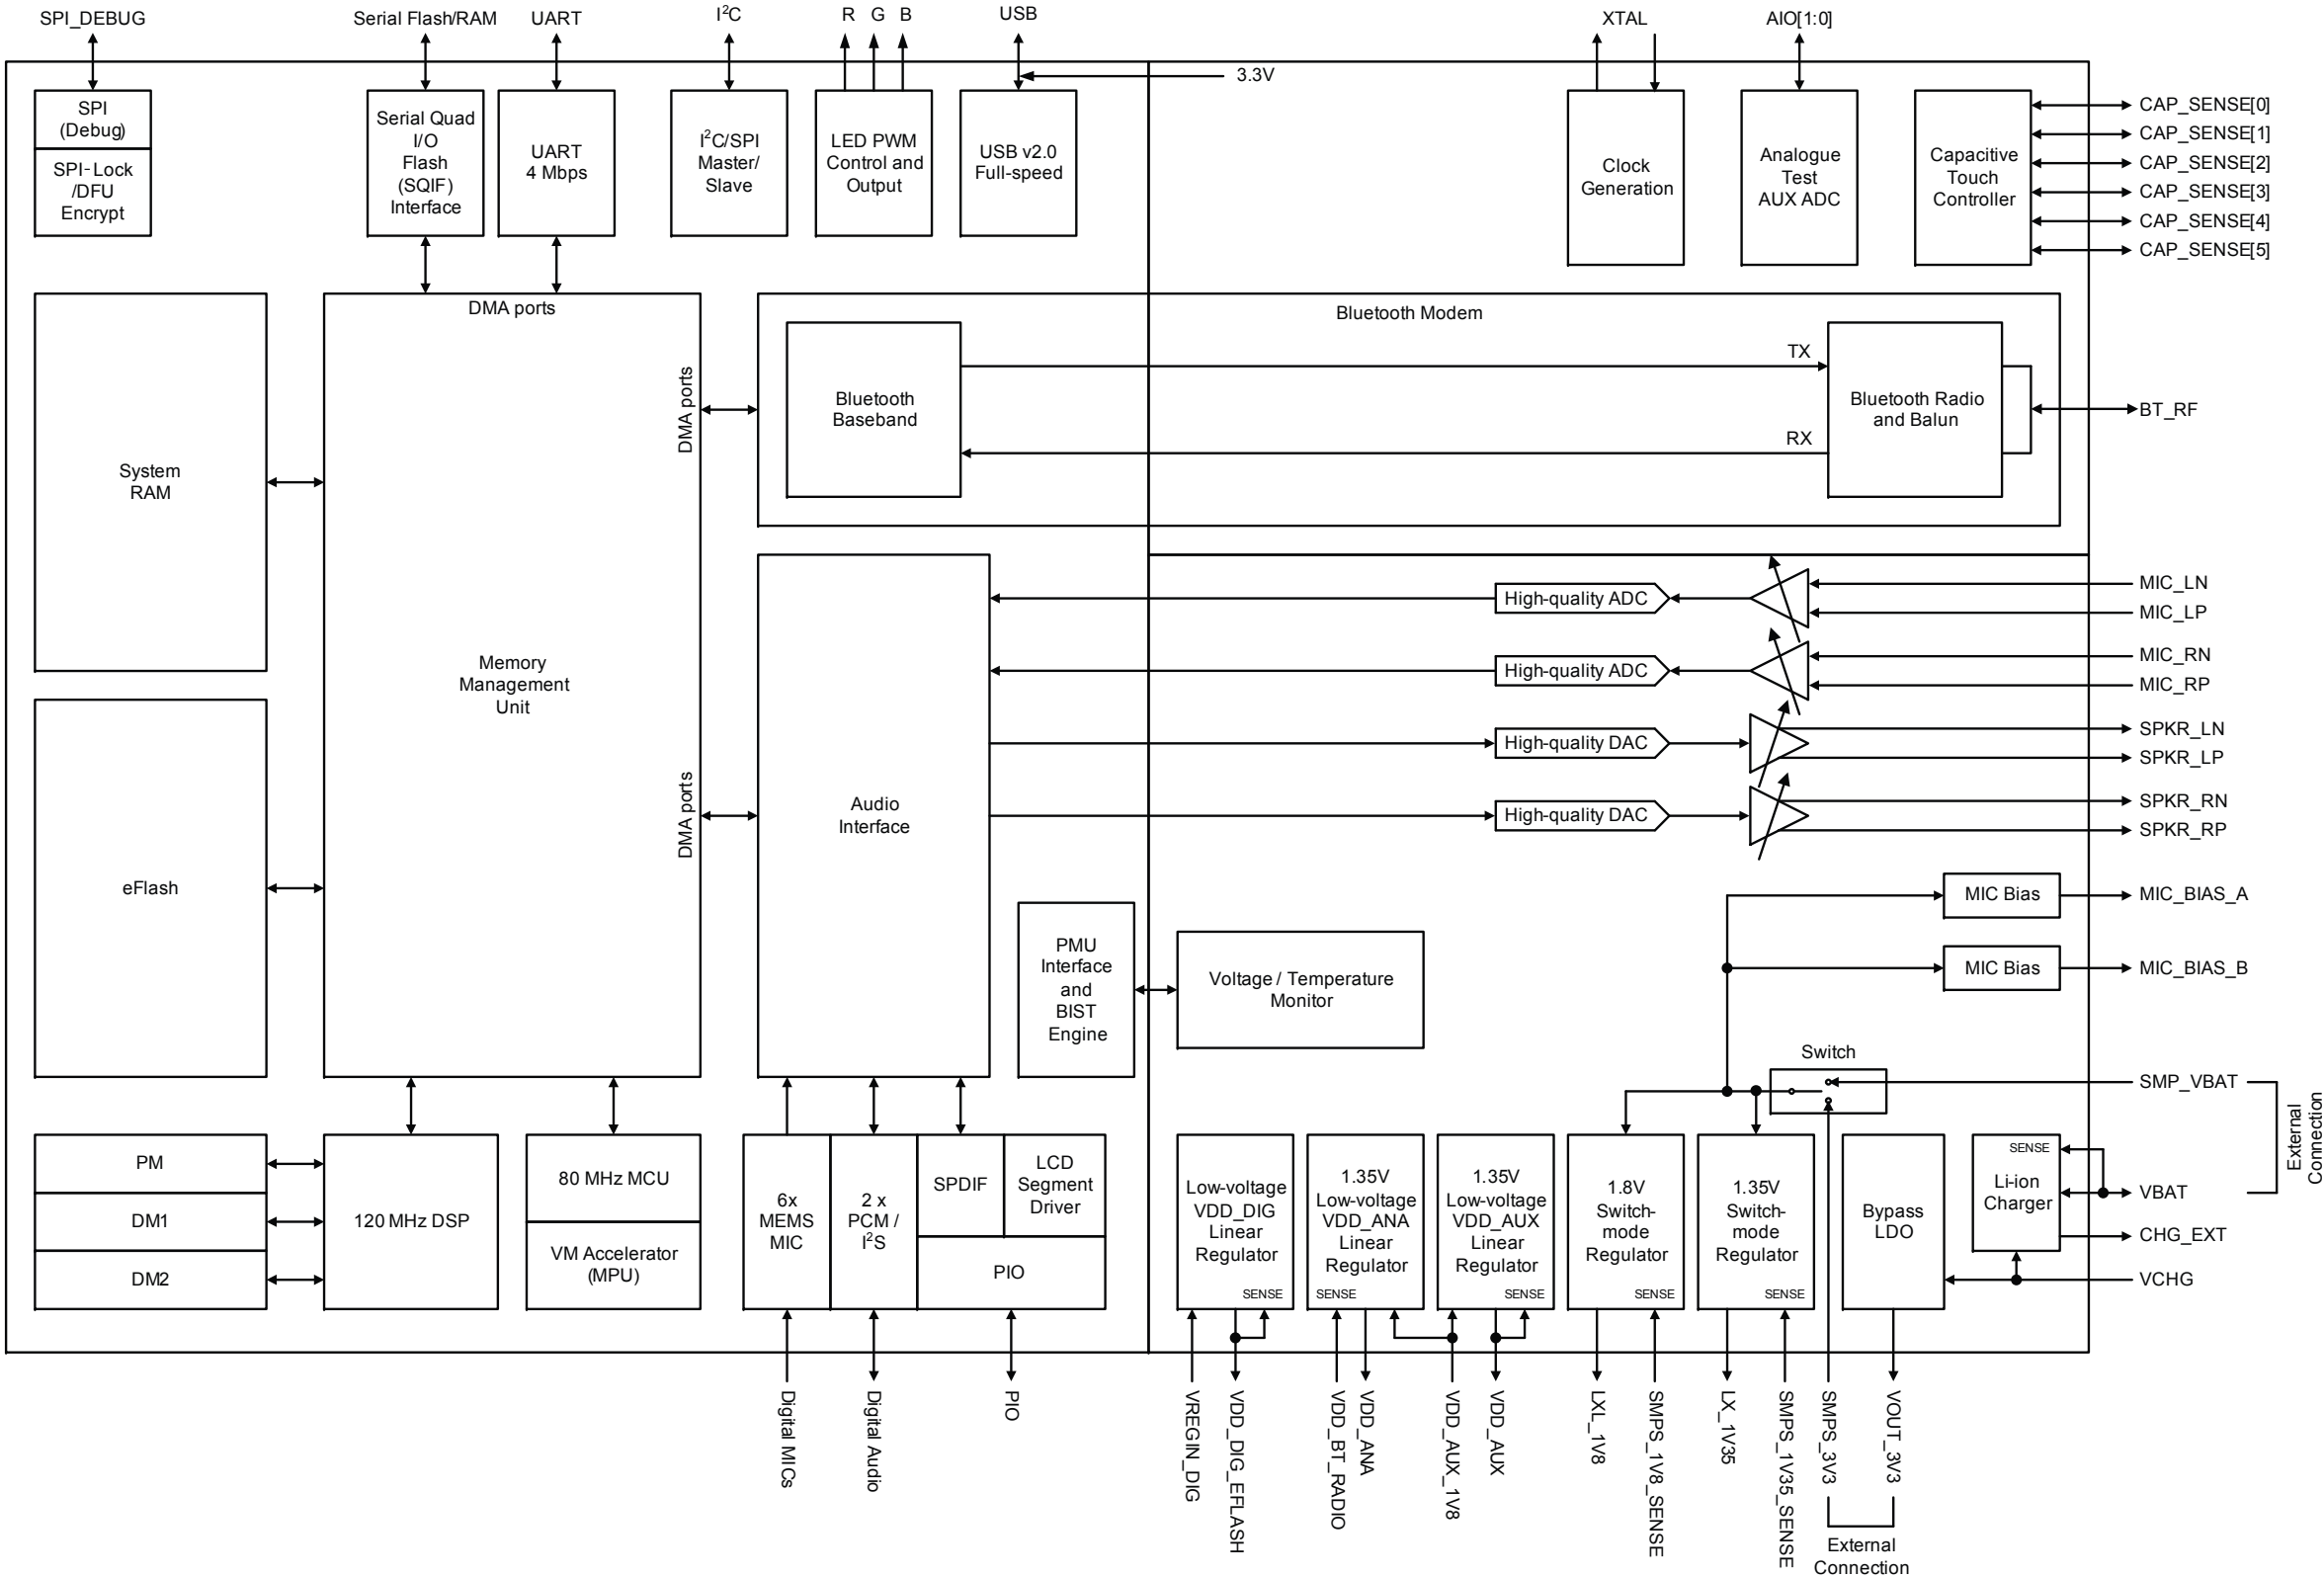 SPI_DEBUG
Serial Flash/RAM
UART
I²C
R G B
USB
XTAL
AIO[1:0]
3.3V
SPI
(Debug)
SPI-Lock
/DFU
Encrypt
Serial Quad
I/O
Flash
(SQIF)
Interface
UART
4 Mbps
I²C/SPI
Master/
Slave
LED PWM
Control and
Output
USB v2.0
Full-speed
Clock
Generation
Analogue
Test
AUX ADC
Capacitive
Touch
Controller
CAP_SENSE[0]
CAP_SENSE[1]
CAP_SENSE[2]
CAP_SENSE[3]
CAP_SENSE[4]
CAP_SENSE[5]
System
RAM
DMA ports
DMA ports
Memory
Management
Unit
DMA ports
Bluetooth Modem
Bluetooth
Baseband
TX
RX
Bluetooth Radio
and Balun
BT_RF
eFlash
Audio
Interface
High-quality ADC
High-quality ADC
High-quality DAC
High-quality DAC
MIC_LN
MIC_LP
MIC_RN
MIC_RP
SPKR_LN
SPKR_LP
SPKR_RN
SPKR_RP
MIC Bias
MIC_BIAS_A
MIC Bias
MIC_BIAS_B
PMU
Interface
and
BIST
Engine
Voltage / Temperature
Monitor
Switch
SMP_VBAT
External
Connection
PM
DM1
DM2
120 MHz DSP
80 MHz MCU
VM Accelerator
(MPU)
6x
MEMS
MIC
2 x
PCM /
I²S
SPDIF
LCD
Segment
Driver
PIO
Low-voltage
VDD_DIG
Linear
Regulator
SENSE
1.35V
Low-voltage
VDD_ANA
Linear
Regulator
SENSE
1.35V
Low-voltage
VDD_AUX
Linear
Regulator
SENSE
1.8V
Switch-
mode
Regulator
SENSE
1.35V
Switch-
mode
Regulator
SENSE
Bypass
LDO
SENSE
Li-ion
Charger
VBAT
CHG_EXT
VCHG
Digital MICs
Digital Audio
PIO
VREGIN_DIG
VDD_DIG_EFLASH
VDD_BT_RADIO
VDD_ANA
VDD_AUX_1V8
VDD_AUX
LXL_1V8
SMPS_1V8_SENSE
LX_1V35
SMPS_1V35_SENSE
SMPS_3V3
VOUT_3V3
External
Connection